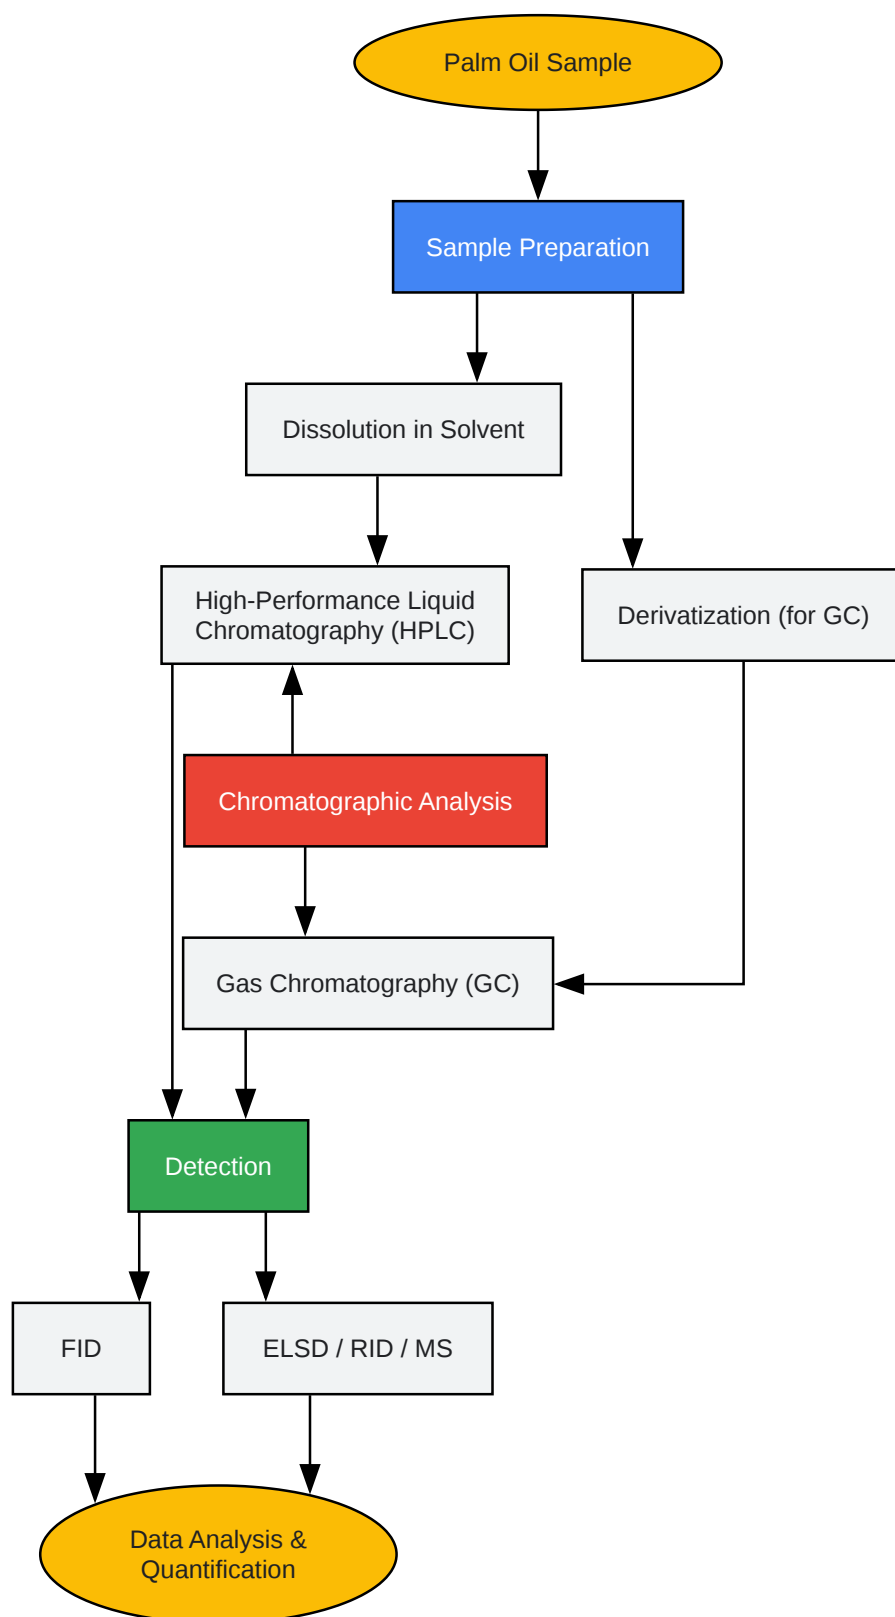 Palm Oil Sample
Sample Preparation
Dissolution in Solvent
High-Performance Liquid
Chromatography (HPLC)
Derivatization (for GC)
Chromatographic Analysis
Gas Chromatography (GC)
Detection
FID
ELSD / RID / MS
Data Analysis &
Quantification